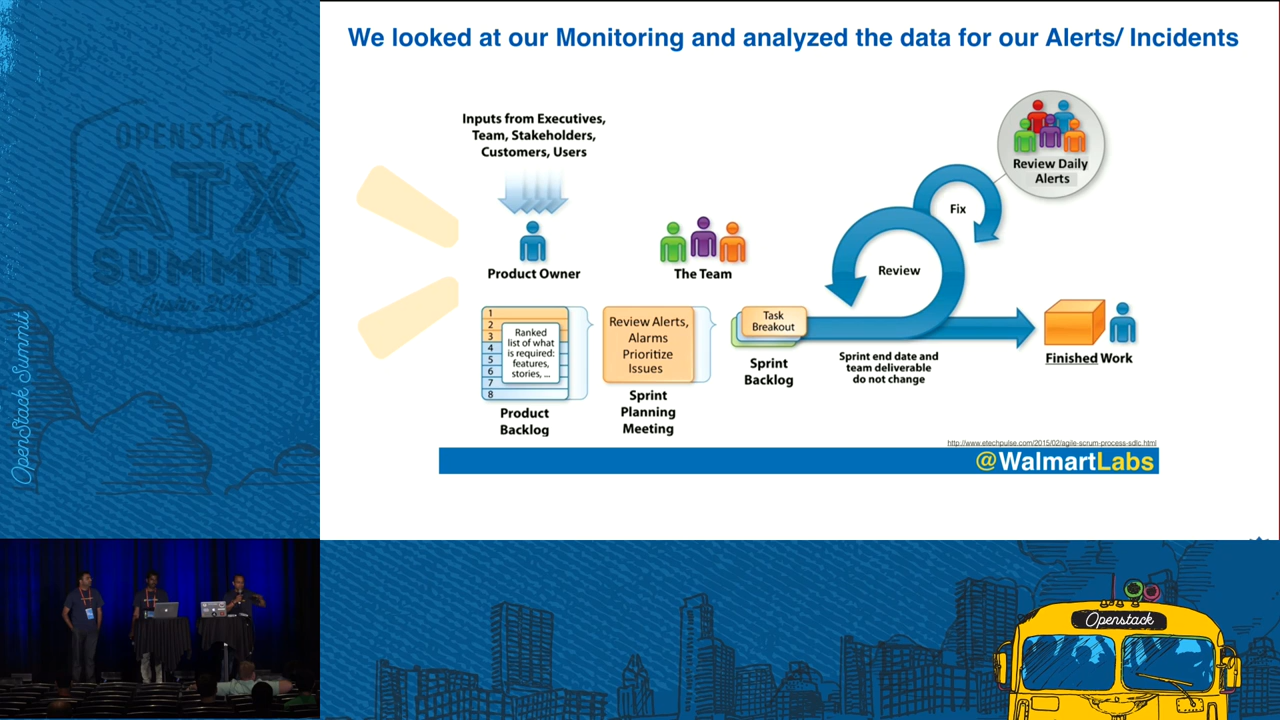 We looked at our Monitoring and analyzed the data for our Alerts/ Incidents
Inputs from Executives,
Team, Stakeholders,
Customers, Users
Product Owner
The Team
Review Daily
Alerts
Fix
Review
1
2
3
4
5
6
7
8
Ranked
list of what
is required:
features,
stories, ...
Product
Backlog
Review Alerts,
Alarms
Prioritize
Issues
Sprint
Planning
Meeting
Task
Breakout
Sprint
Backlog
Sprint end date and
team deliverable
do not change
Finished Work
http://www.etechpulse.com/2015/02/agile-scrum-process-sdlc.html
@WalmartLabs
OPENSTACK
ATX
SUMMIT
Austin 2016
OpenStack Summit
Openstack